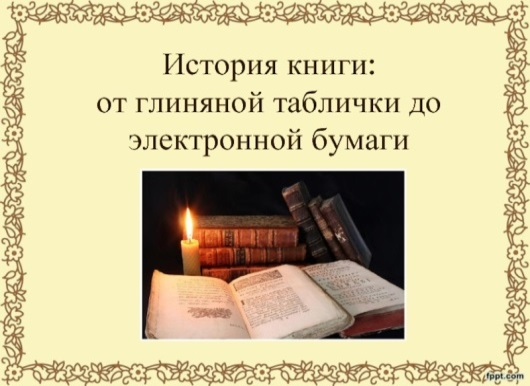 История книги:
от глиняной таблички до
электронной бумаги
fppt.com